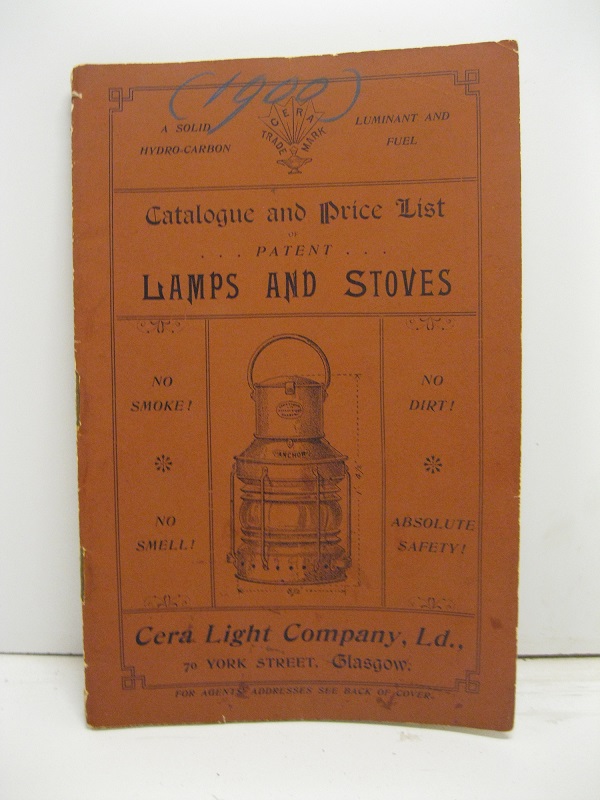 (1900)
A SOLID
HYDRO-CARBON
CERA
TRADE MARK
LUMINANT AND
FUEL
Catalogue and Price List
OF
... PATENT ...
LAMPS AND STOVES
NO
SMOKE!
NO
DIRT!
ANCHOR
NO
SMELL!
ABSOLUTE
SAFETY!
Cera Light Company, Ld.,
70 YORK STREET, Glasgow.
FOR AGENTS' ADDRESSES SEE BACK OF COVER.